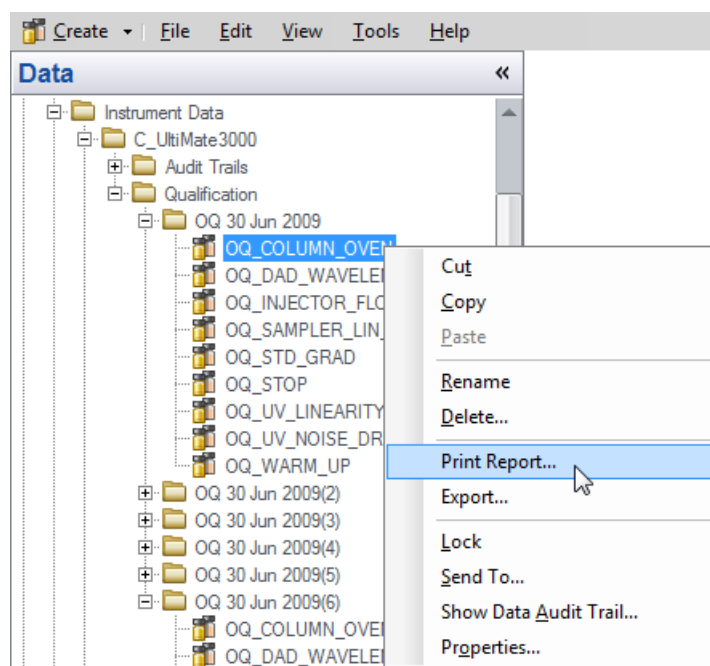 Create File Edit View Tools Help
Data «
Instrument Data
C_UltiMate3000
Audit Trails
Qualification
OQ 30 Jun 2009
OQ_COLUMN_OVEN
OQ_DAD_WAVELE
OQ_INJECTOR_FLO
OQ_SAMPLER_LIN_
OQ_STD_GRAD
OQ_STOP
OQ_UV_LINEARITY
OQ_UV_NOISE_DR
OQ_WARM_UP
OQ 30 Jun 2009(2)
OQ 30 Jun 2009(3)
OQ 30 Jun 2009(4)
OQ 30 Jun 2009(5)
OQ 30 Jun 2009(6)
OQ_COLUMN_OVE
OQ_DAD_WAVELE
Cut
Copy
Paste
Rename
Delete...
Print Report...
Export...
Lock
Send To...
Show Data Audit Trail...
Properties...